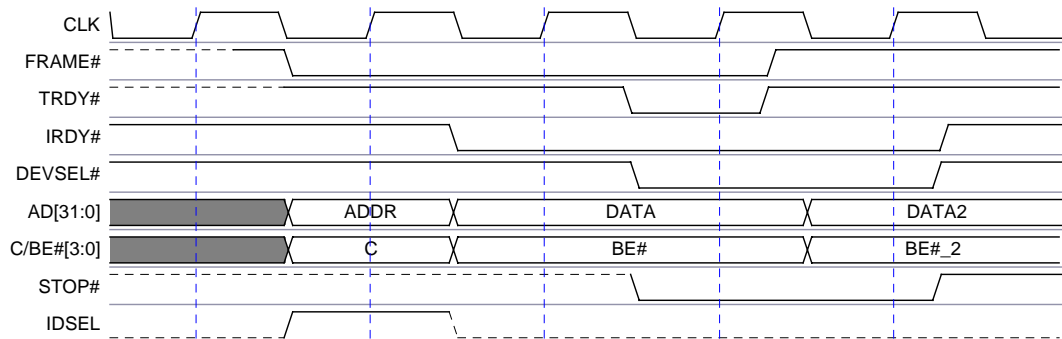 CLK
FRAME#
TRDY#
IRDY#
DEVSEL#
AD[31:0] ADDR DATA DATA2
C/BE#[3:0] C BE# BE#_2
STOP#
IDSEL